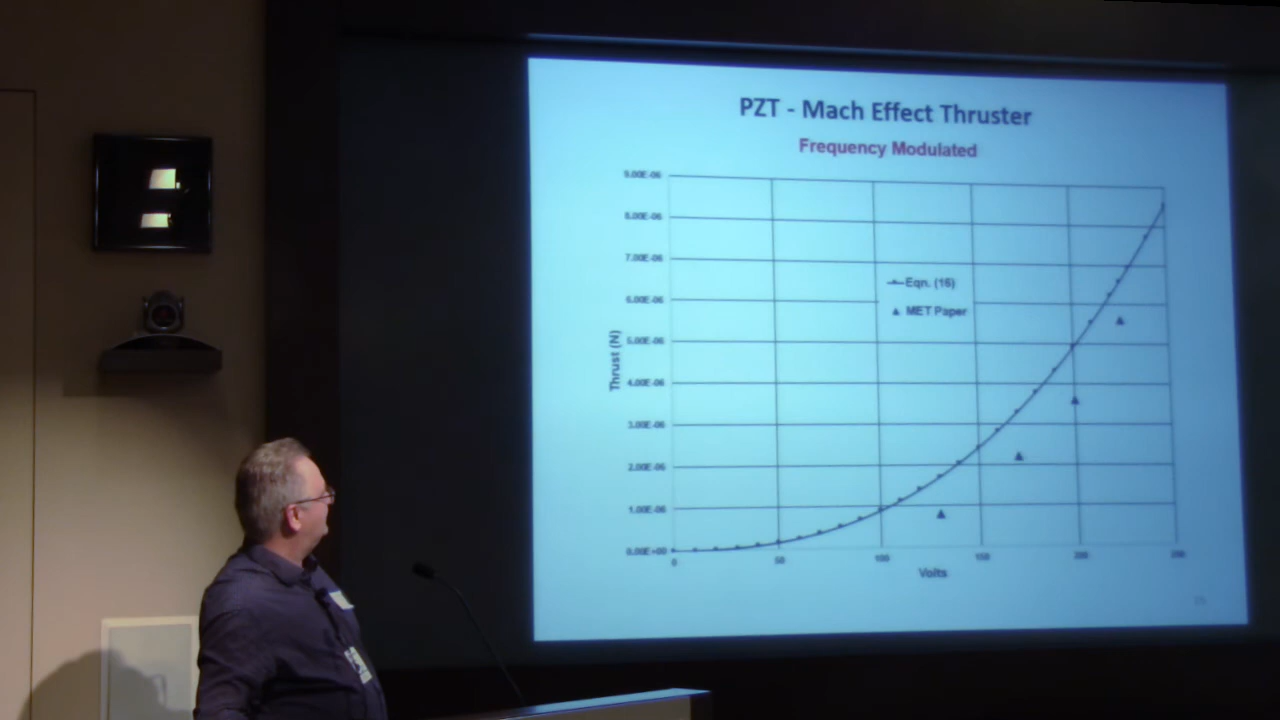 PZT - Mach Effect Thruster
Frequency Modulated
9.00E-06
8.00E-06
7.00E-06
6.00E-06
5.00E-06
4.00E-06
3.00E-06
2.00E-06
1.00E-06
0.00E+00
Thrust (N)
Eqn. (16)
MET Paper
0
50
100
150
200
250
Volts